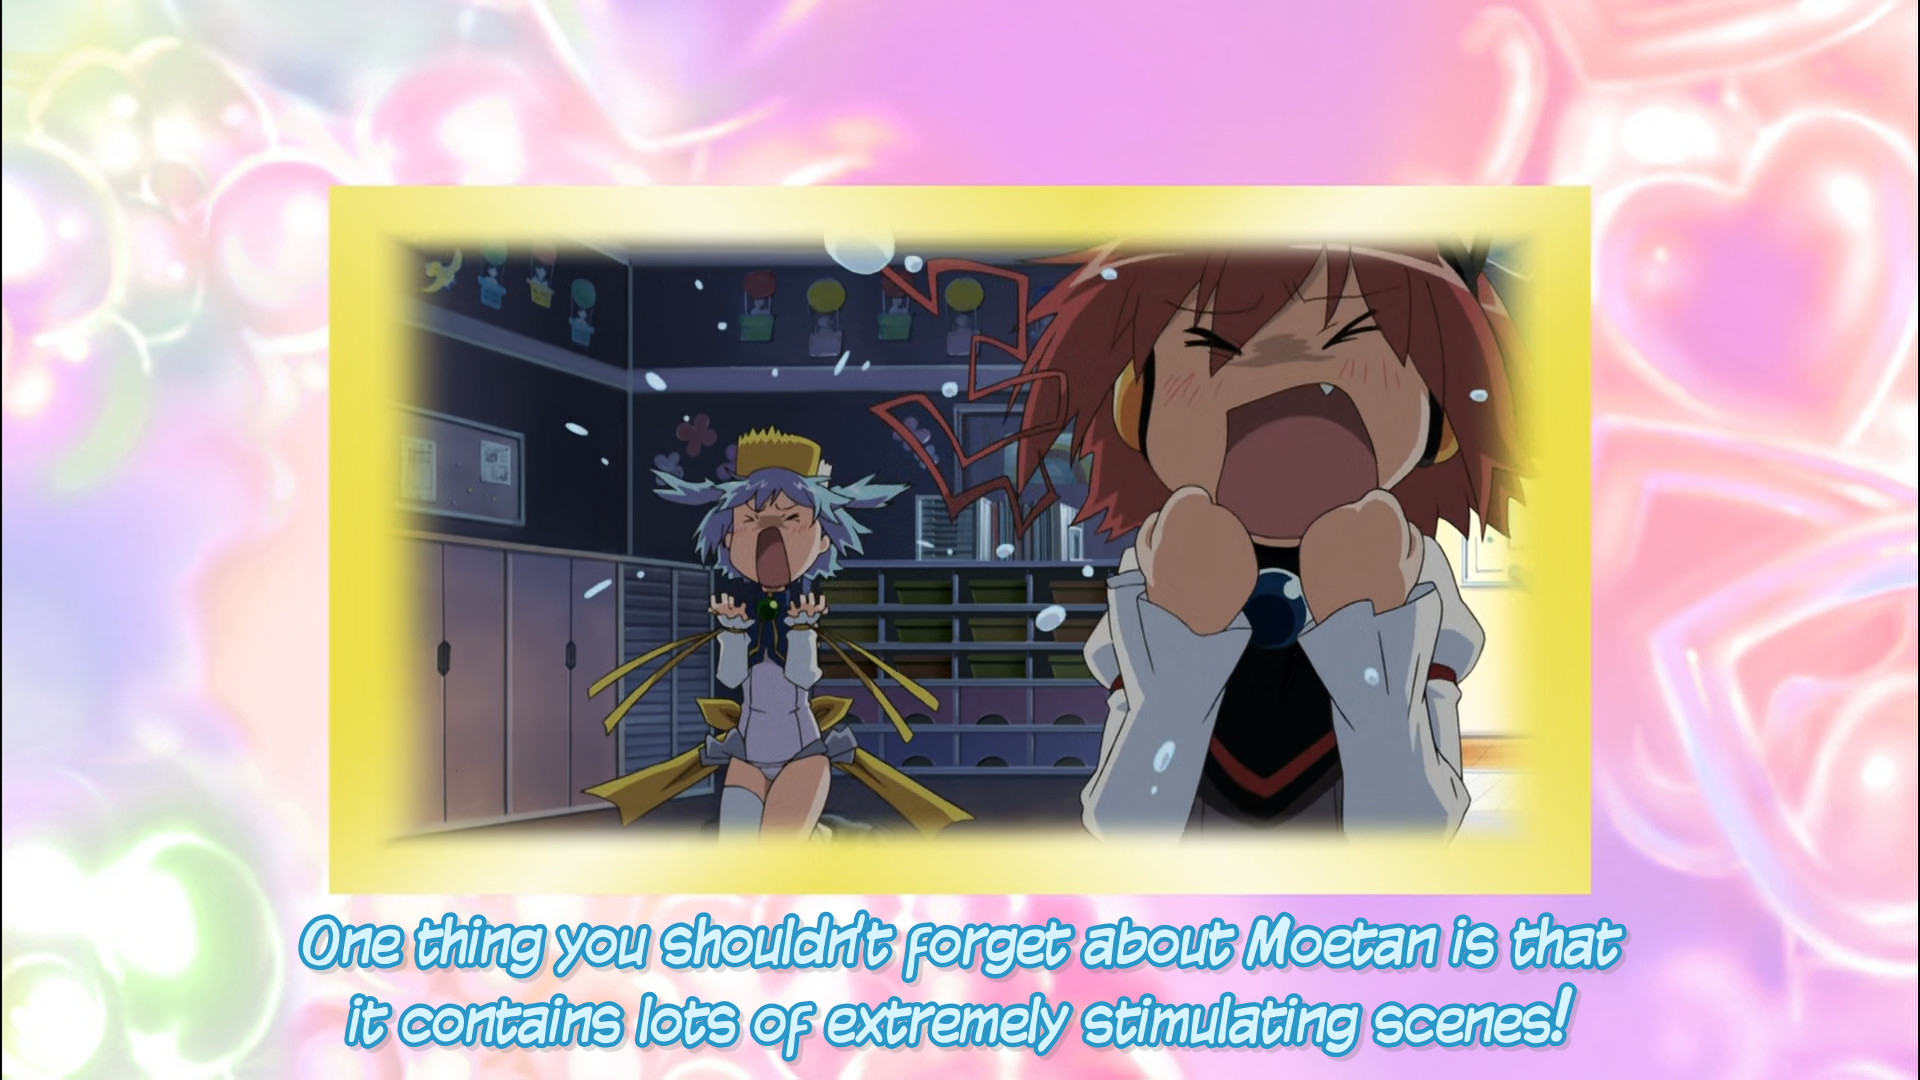 One thing you shouldn't forget about Moetan is that
it contains lots of extremely stimulating scenes!